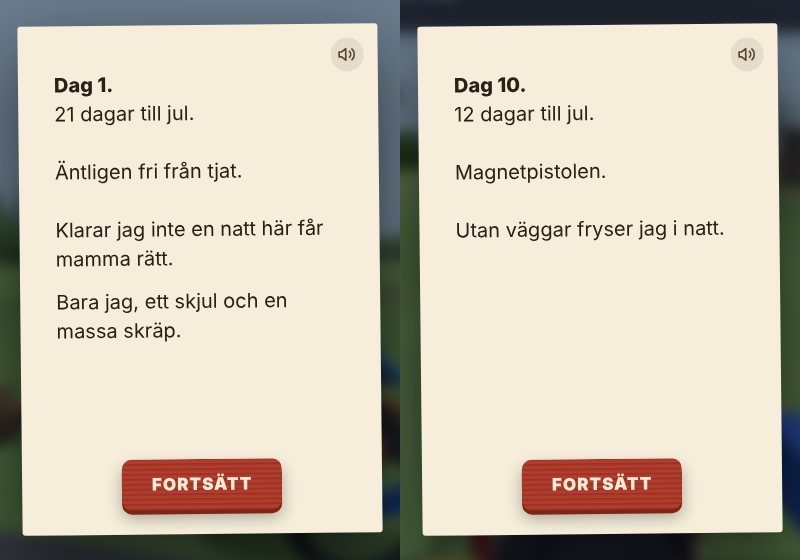 Dag 1.
21 dagar till jul.
Äntligen fri från tjat.
Klarar jag inte en natt här får
mamma rätt.
Bara jag, ett skjul och en
massa skräp.
FORTSÄTT
Dag 10.
12 dagar till jul.
Magnetpistolen.
Utan väggar fryser jag i natt.
FORTSÄTT